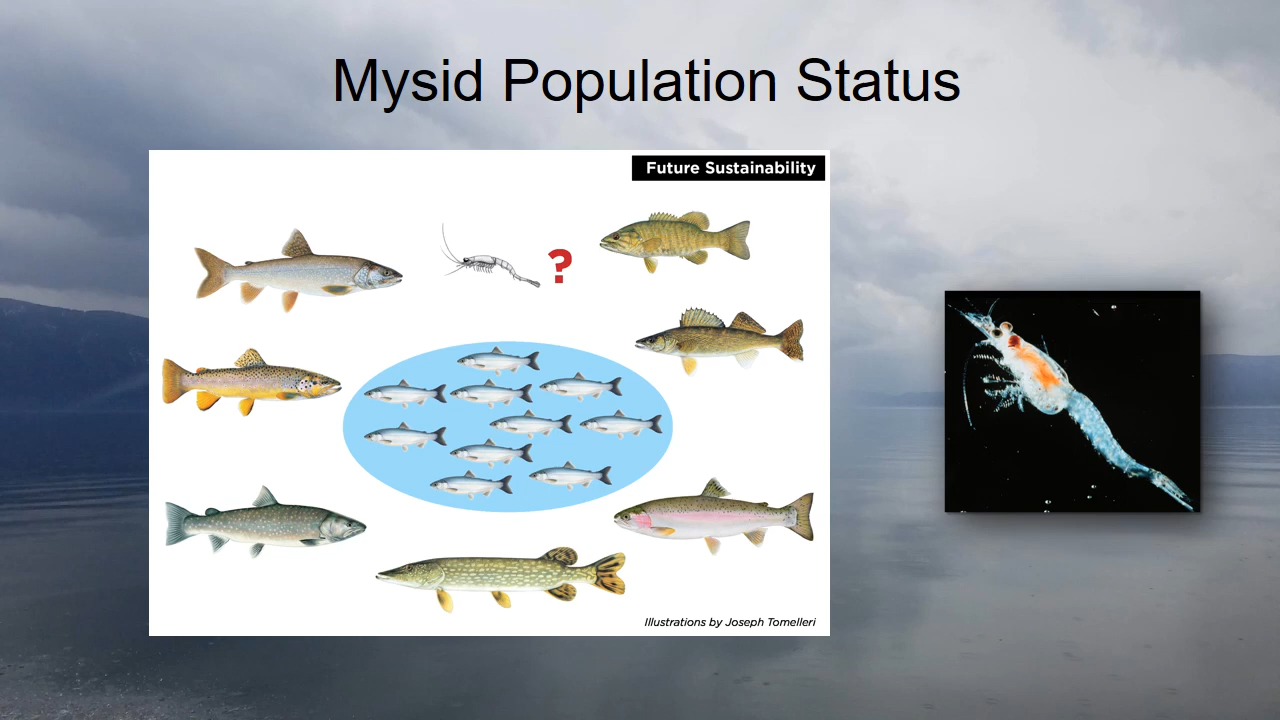 Mysid Population Status
Future Sustainability
?
Illustrations by Joseph Tomelleri